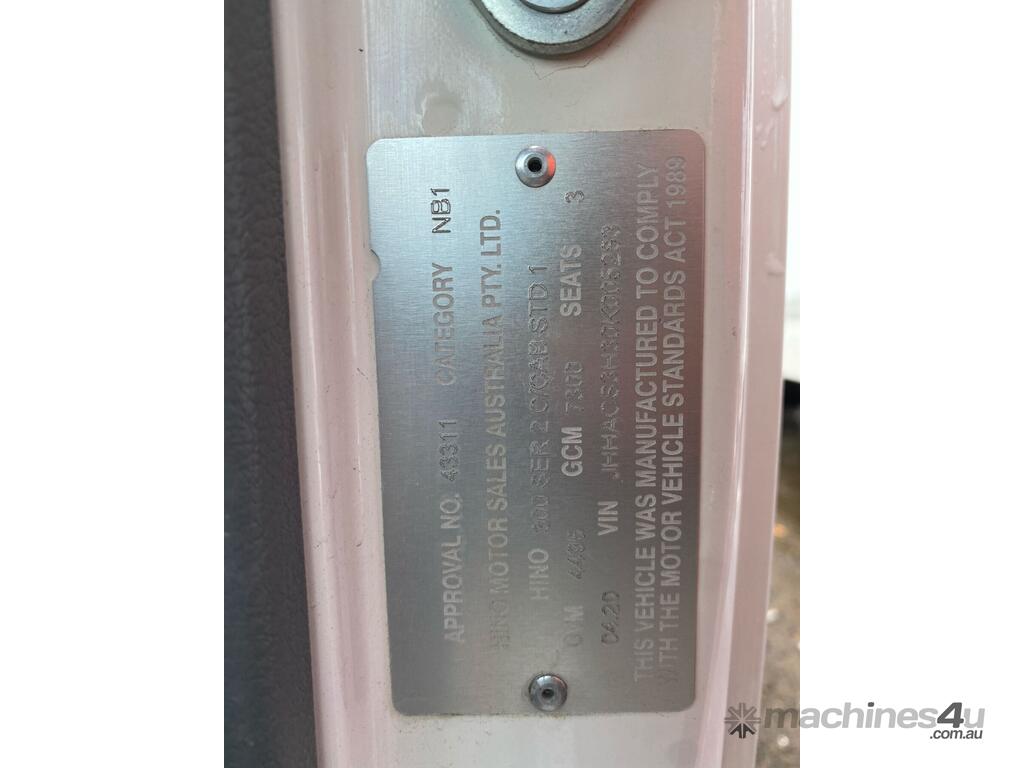 APPROVAL NO. 43311 CATEGORY NB1
HINO MOTOR SALES AUSTRALIA PTY. LTD.
HINO 300 SER 2 C/CAB STD 1
GVM 4495 GCM 7300 SEATS 3
04.20 VIN
THIS VEHICLE WAS MANUFACTURED TO COMPLY
WITH THE MOTOR VEHICLE STANDARDS ACT 1989
machines4u
.com.au